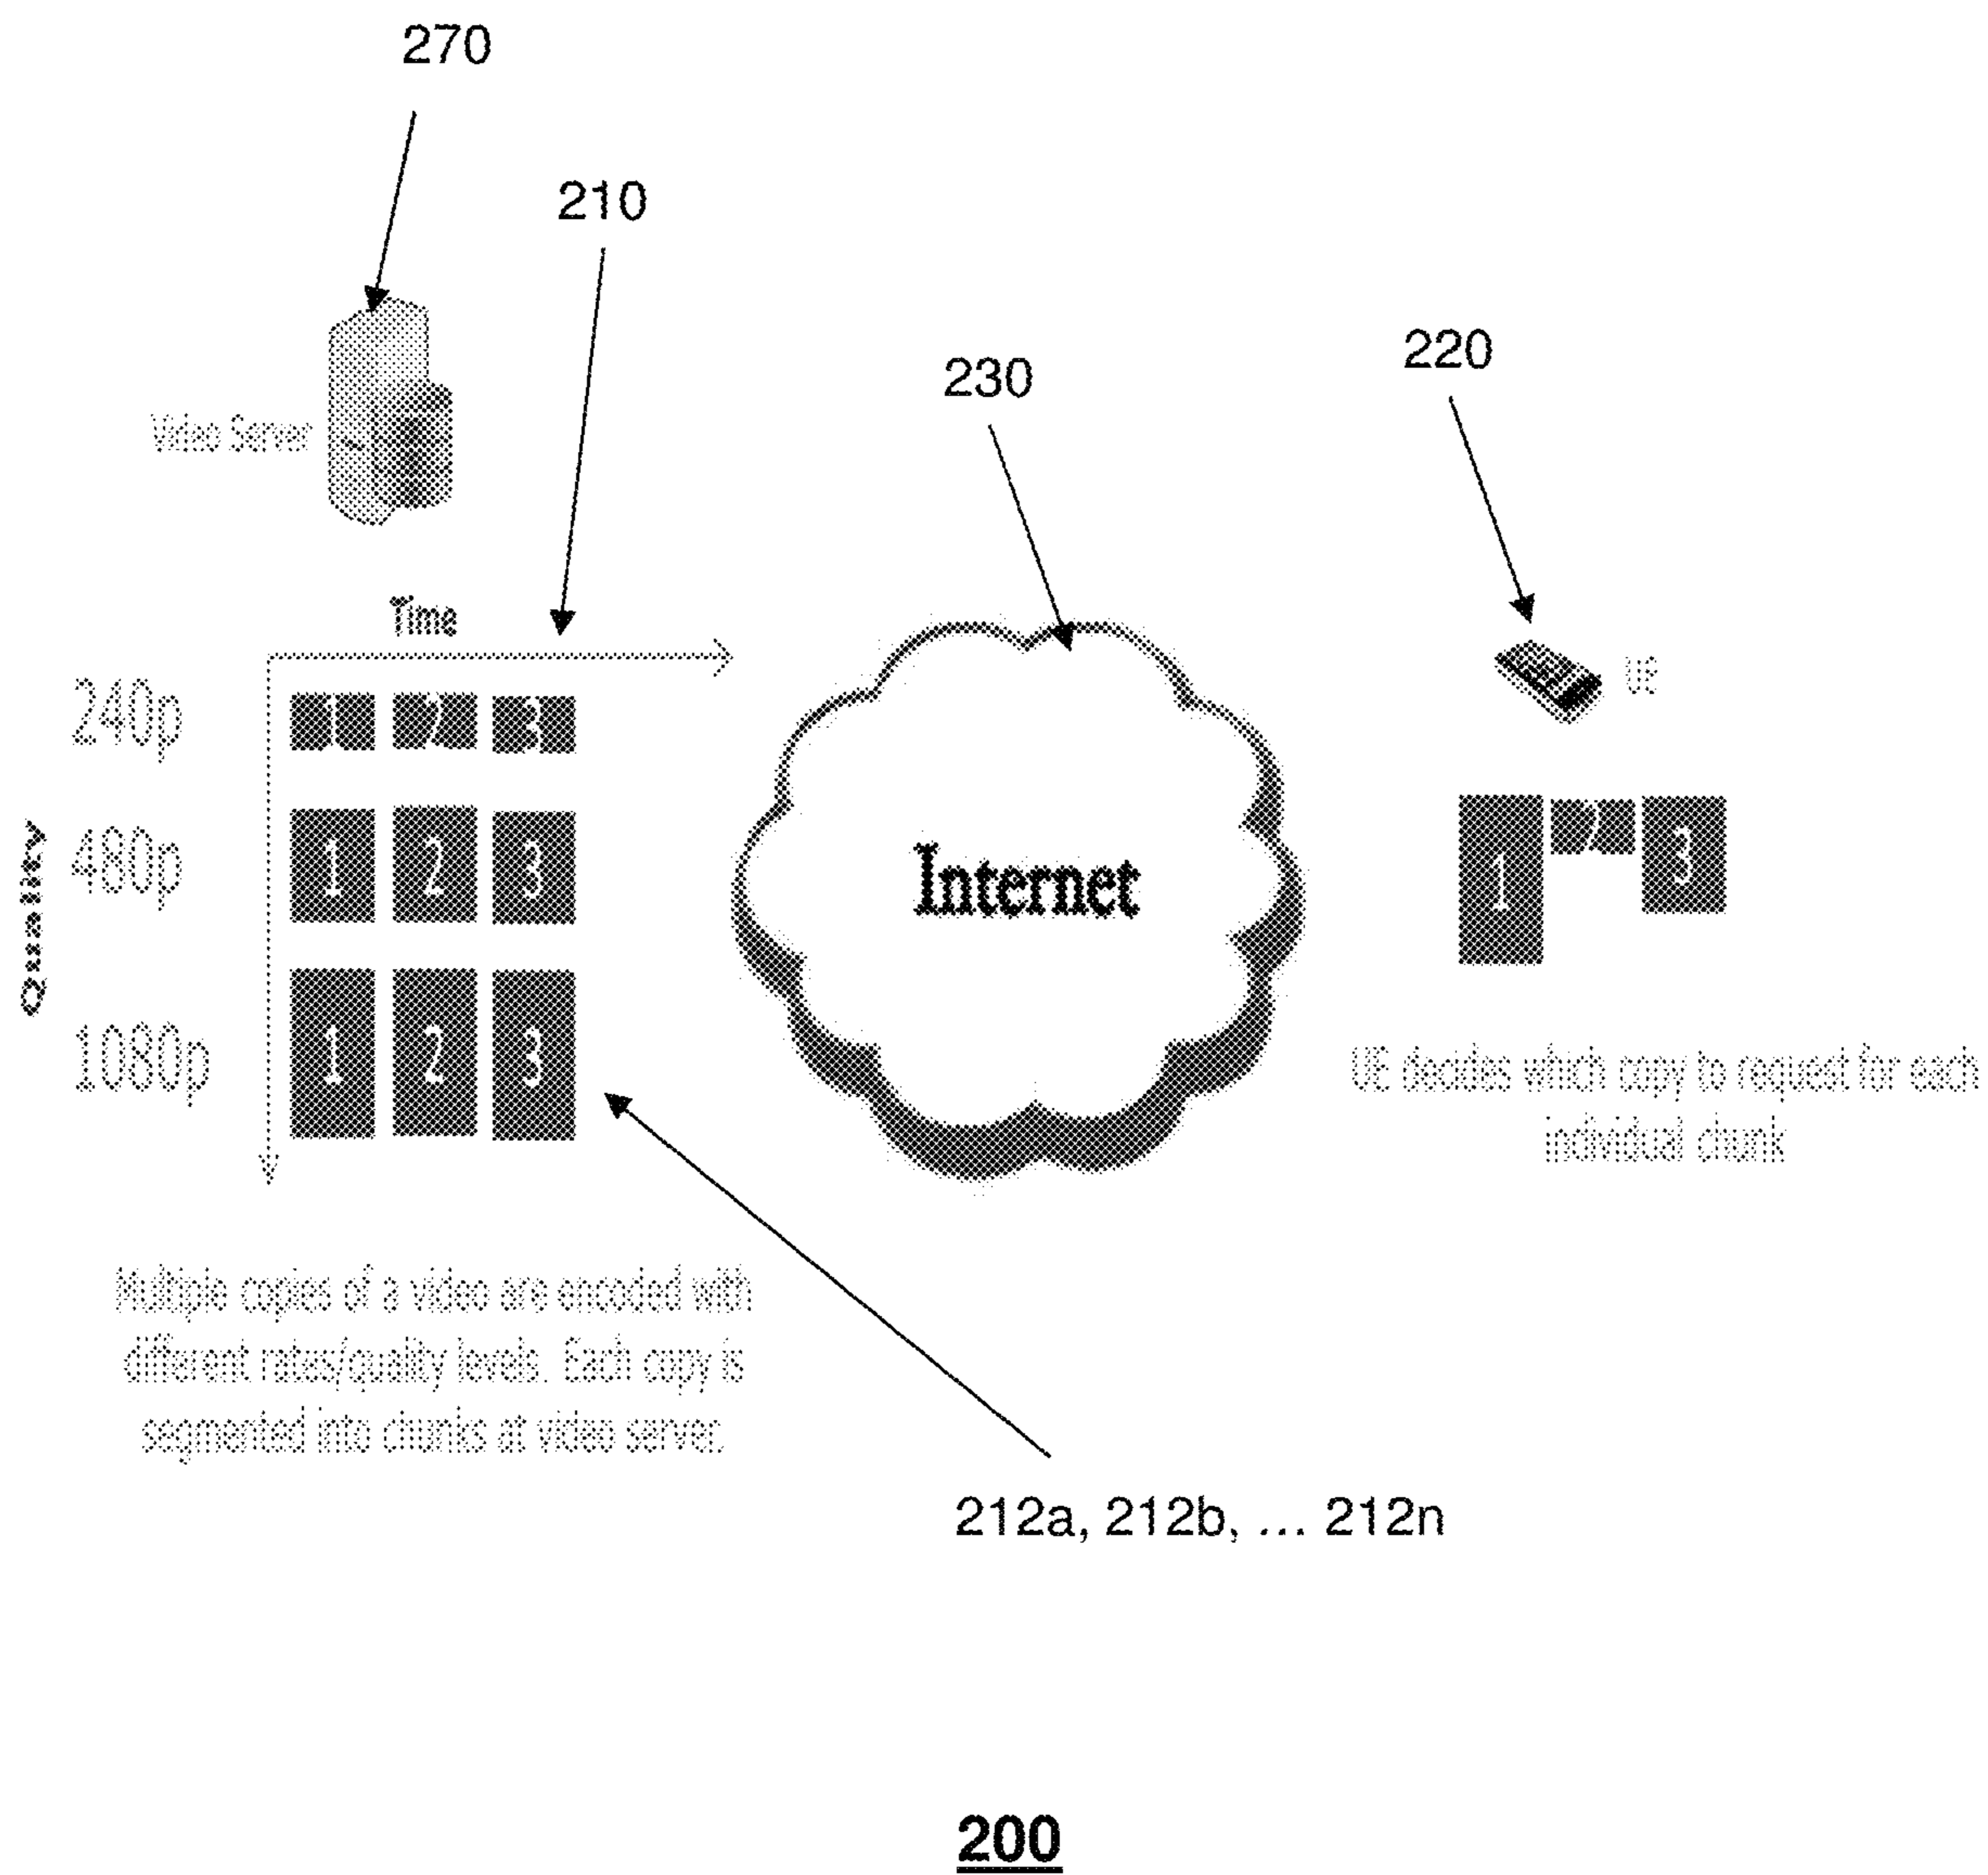 270
210
230
220
Video Server
UE
Time
Quality
240p
1 2 3
480p
1 2 3
1080p
1 2 3
Internet
1 2 3
UE decides which copy to request for each
individual chunk
Multiple copies of a video are encoded with
different rates/quality levels. Each copy is
segmented into chunks at video server.
212a, 212b, ... 212n
200